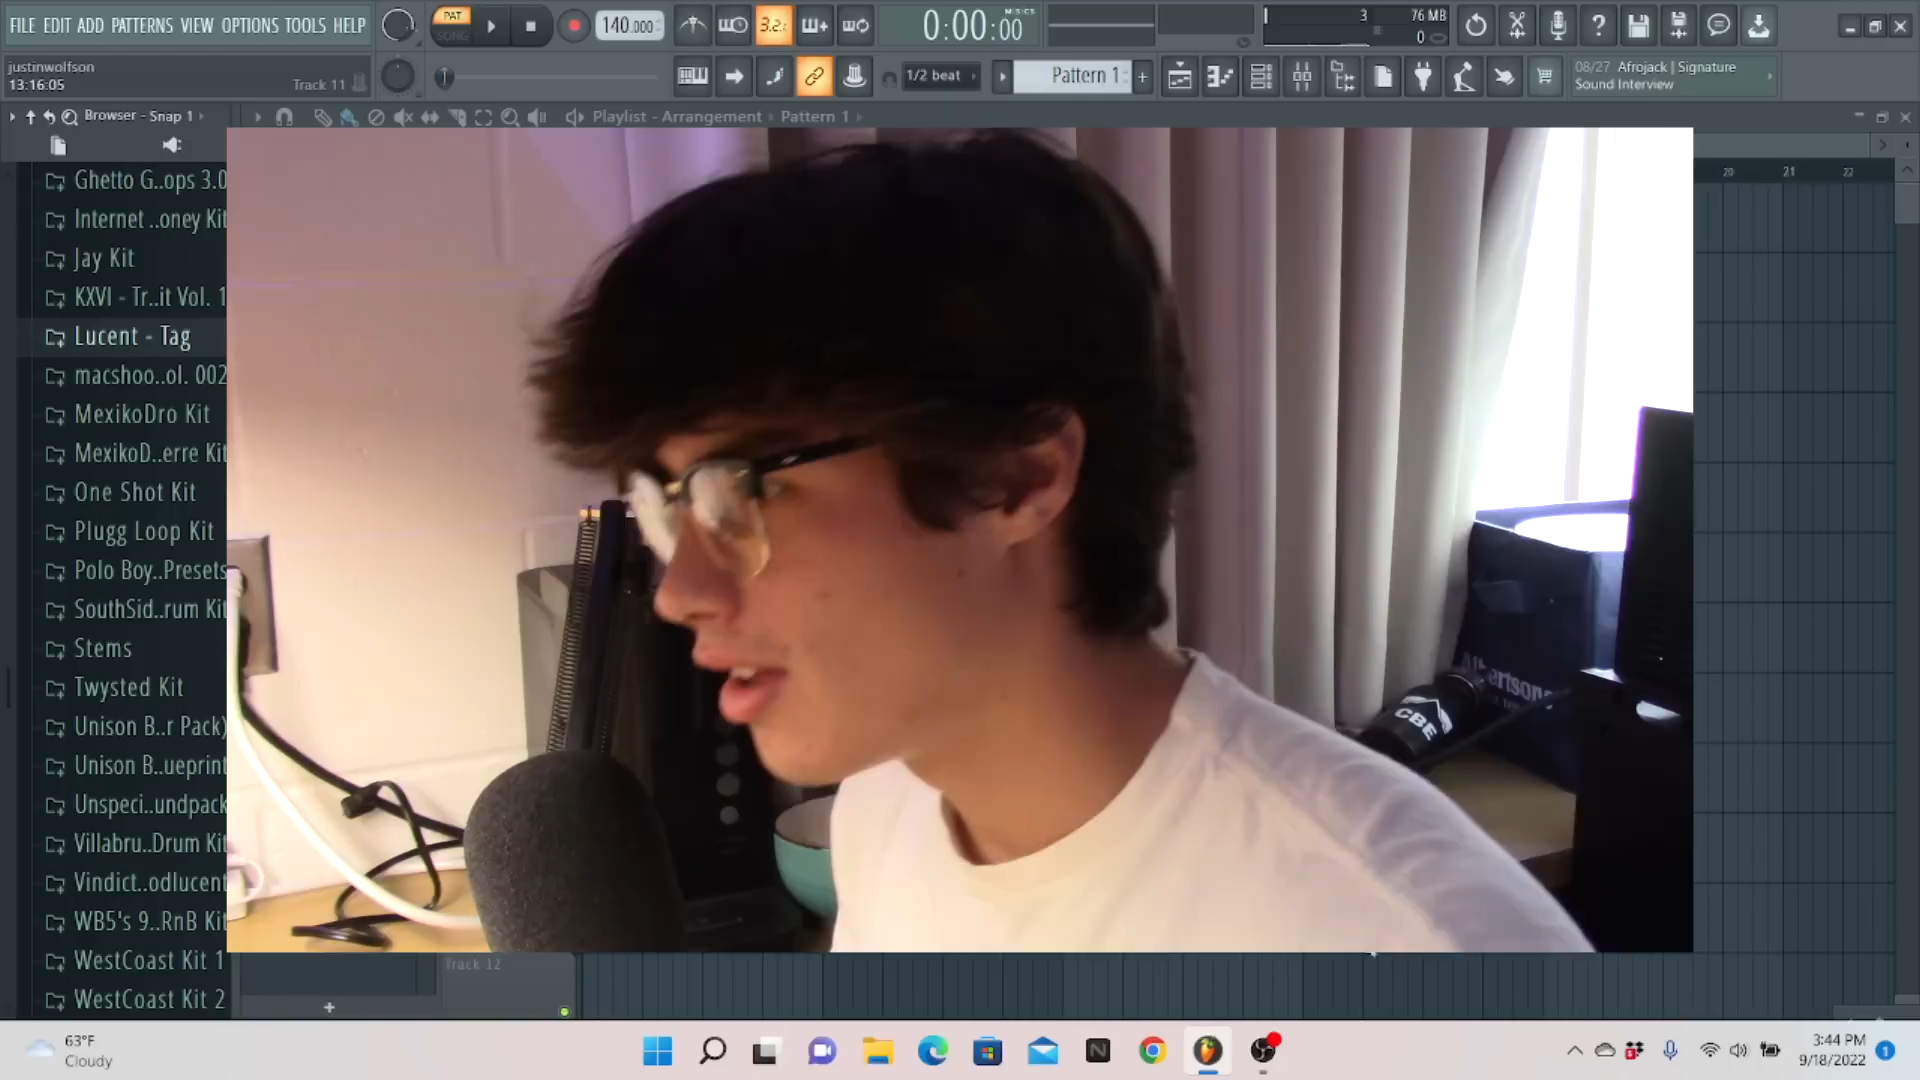 FILE EDIT ADD PATTERNS VIEW OPTIONS TOOLS HELP
PAT
SONG
140.000
3.2.
0:00:00
M:S:CS
3
76 MB
0
justinwolfson
13:16:05
Track 11
1/2 beat
Pattern 1
08/27 Afrojack | Signature
Sound Interview
Browser - Snap 1
Playlist - Arrangement
Pattern 1
20 21 22
Ghetto G..ops 3.0
Internet ..oney Kit
Jay Kit
KXVI - Tr..it Vol. 1
Lucent - Tag
macshoo..ol. 002
MexikoDro Kit
MexikoD..erre Kit
One Shot Kit
Plugg Loop Kit
Polo Boy..Presets
SouthSid..rum Kit
Stems
Twysted Kit
Unison B..r Pack)
Unison B..ueprint
Unspeci..undpack
Villabru..Drum Kit
Vindict..odlucent
WB5's 9..RnB Kit
WestCoast Kit 1
WestCoast Kit 2
Albertsons
CBE
Track 12
63°F
Cloudy
3:44 PM
9/18/2022
1